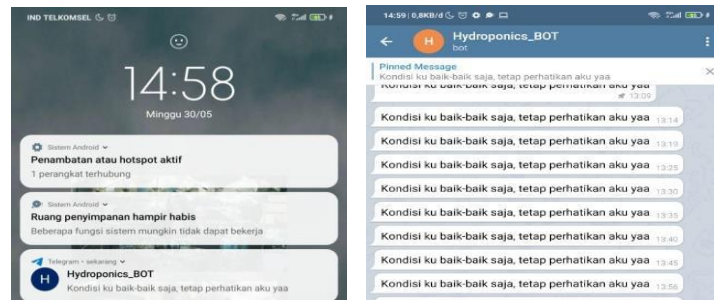 IND TELKOMSEL
14:58
Minggu 30/05
Sistem Android
Penambatan atau hotspot aktif
1 perangkat terhubung
Sistem Android
Ruang penyimpanan hampir habis
Beberapa fungsi sistem mungkin tidak dapat bekerja
Telegram • sekarang
H
Hydroponics_BOT
Kondisi ku baik-baik saja, tetap perhatikan aku yaa
14:59 | 0,8KB/d
H
Hydroponics_BOT
bot
Pinned Message
Kondisi ku baik-baik saja, tetap perhatikan aku yaa
Kondisi ku baik-baik saja, tetap perhatikan aku yaa
13:09
Kondisi ku baik-baik saja, tetap perhatikan aku yaa 13:14
Kondisi ku baik-baik saja, tetap perhatikan aku yaa 13:19
Kondisi ku baik-baik saja, tetap perhatikan aku yaa 13:25
Kondisi ku baik-baik saja, tetap perhatikan aku yaa 13:30
Kondisi ku baik-baik saja, tetap perhatikan aku yaa 13:35
Kondisi ku baik-baik saja, tetap perhatikan aku yaa 13:40
Kondisi ku baik-baik saja, tetap perhatikan aku yaa 13:45
Kondisi ku baik-baik saja, tetap perhatikan aku yaa 13:56